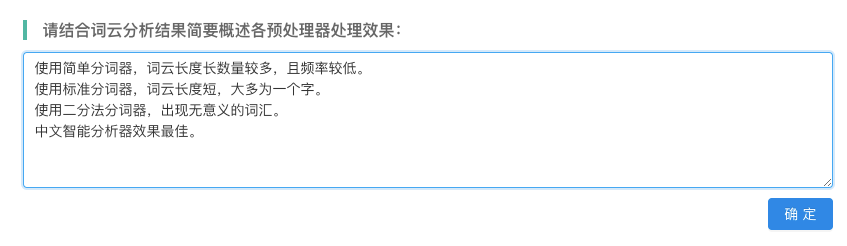 请结合词云分析结果简要概述各预处理器处理效果：
使用简单分词器，词云长度长数量较多，且频率较低。
使用标准分词器，词云长度短，大多为一个字。
使用二分法分词器，出现无意义的词汇。
中文智能分析器效果最佳。
确 定